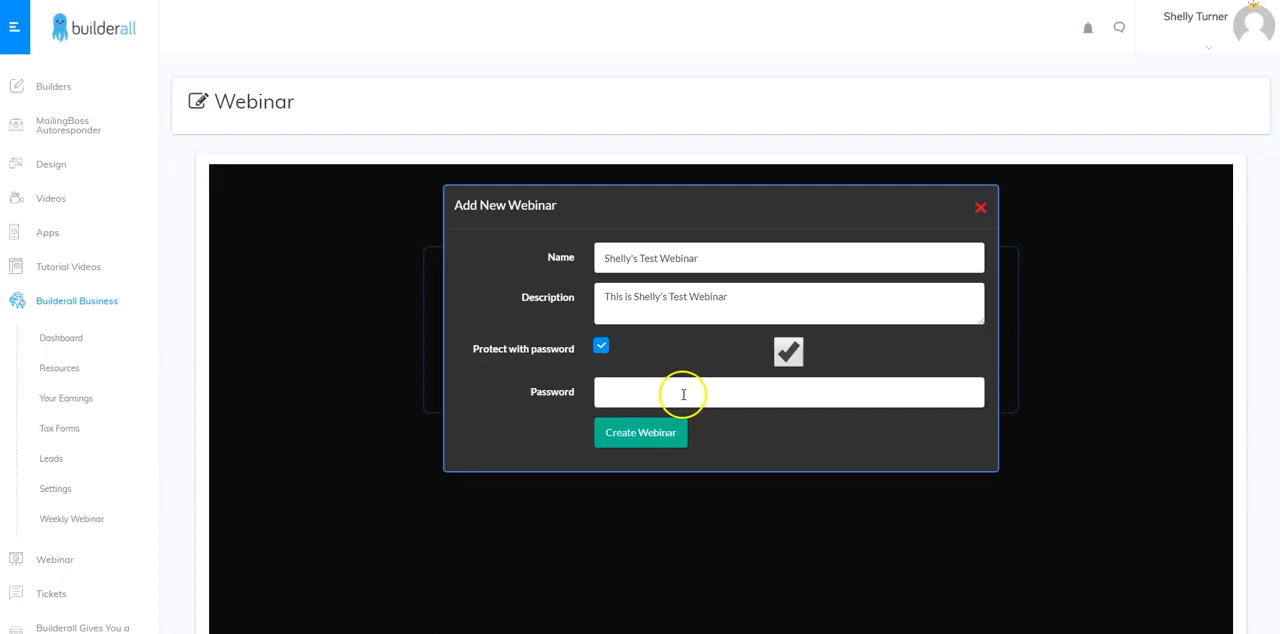 builderall
Shelly Turner
Builders
MailingBoss
Autoresponder
Design
Videos
Apps
Tutorial Videos
Builderall Business
Dashboard
Resources
Your Earnings
Tax Forms
Leads
Settings
Weekly Webinar
Webinar
Tickets
Builderall Gives You a
Webinar
Add New Webinar
Name
Shelly's Test Webinar
Description
This is Shelly's Test Webinar
Protect with password
Password
Create Webinar